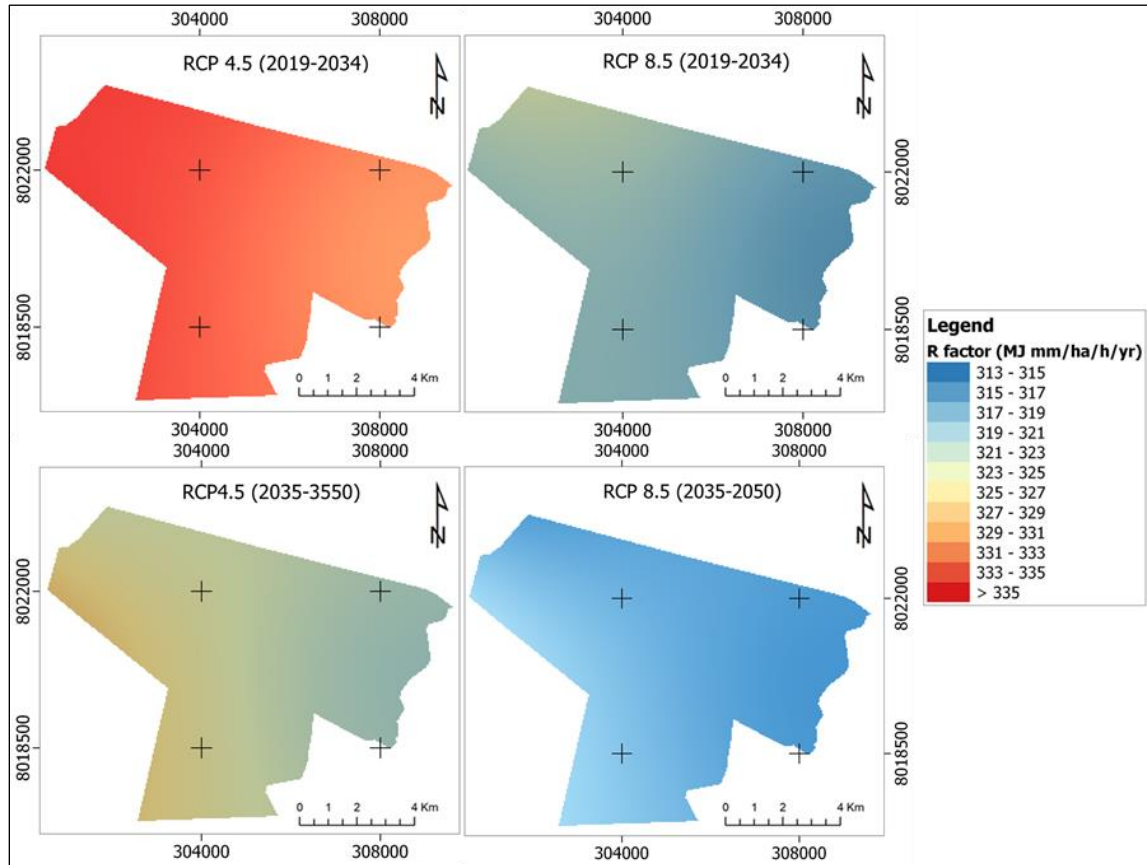 304000 308000 304000 308000
RCP 4.5 (2019-2034)
N
RCP 8.5 (2019-2034)
N
8022000
8022000
8018500
8018500
0 1 2 4 Km
0 1 2 4 Km
304000 308000 304000 308000
304000 308000 304000 308000
RCP4.5 (2035-3550)
N
RCP 8.5 (2035-2050)
N
8022000
8022000
8018500
8018500
0 1 2 4 Km
0 1 2 4 Km
304000 308000 304000 308000
Legend
R factor (MJ mm/ha/h/yr)
313 - 315
315 - 317
317 - 319
319 - 321
321 - 323
323 - 325
325 - 327
327 - 329
329 - 331
331 - 333
333 - 335
> 335